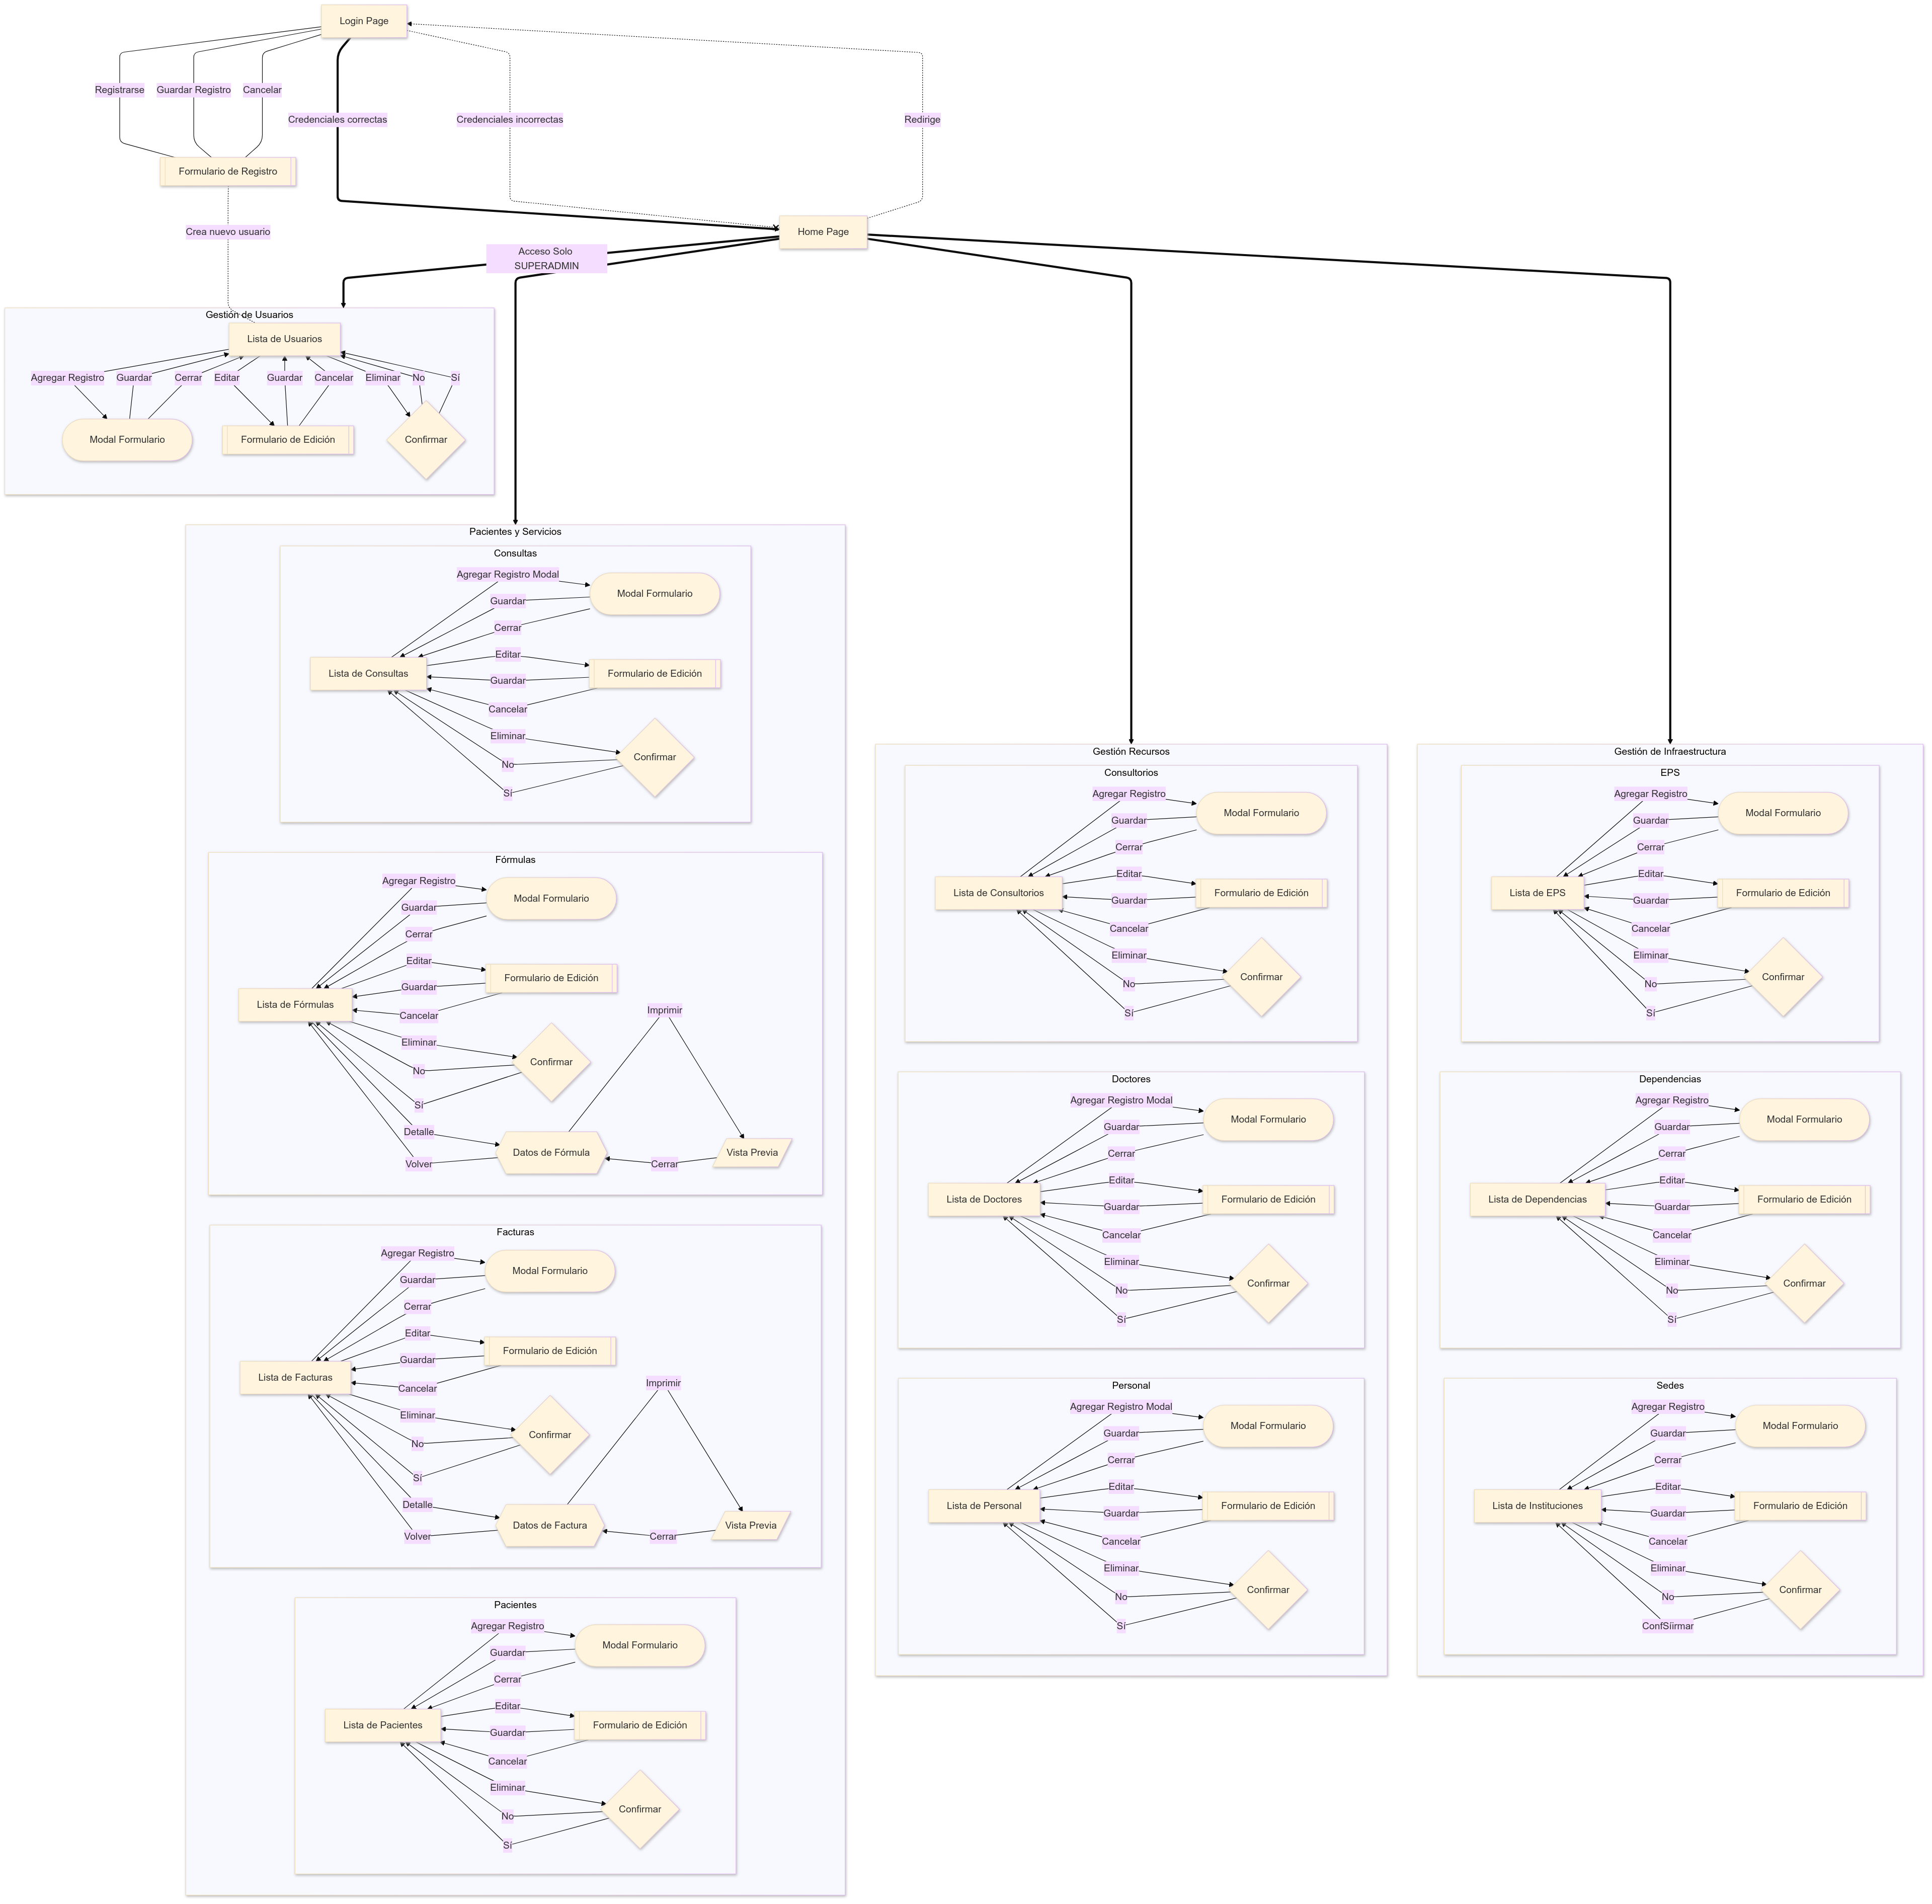 Login Page
Registrarse
Guardar Registro
Cancelar
Credenciales correctas
Credenciales incorrectas
Redirige
Formulario de Registro
Crea nuevo usuario
Home Page
Acceso Solo
SUPERADMIN
Gestión de Usuarios
Lista de Usuarios
Agregar Registro
Guardar
Cerrar
Editar
Guardar
Cancelar
Eliminar
No
Sí
Modal Formulario
Formulario de Edición
Confirmar
Pacientes y Servicios
Consultas
Agregar Registro Modal
Modal Formulario
Guardar
Cerrar
Editar
Lista de Consultas
Formulario de Edición
Guardar
Cancelar
Eliminar
Confirmar
No
Sí
Fórmulas
Agregar Registro
Modal Formulario
Guardar
Cerrar
Editar
Formulario de Edición
Guardar
Lista de Fórmulas
Imprimir
Cancelar
Eliminar
Confirmar
No
Sí
Detalle
Datos de Fórmula
Vista Previa
Volver
Cerrar
Facturas
Agregar Registro
Modal Formulario
Guardar
Cerrar
Editar
Formulario de Edición
Guardar
Lista de Facturas
Imprimir
Cancelar
Eliminar
Confirmar
No
Sí
Detalle
Datos de Factura
Vista Previa
Volver
Cerrar
Pacientes
Agregar Registro
Modal Formulario
Guardar
Cerrar
Editar
Lista de Pacientes
Formulario de Edición
Guardar
Cancelar
Eliminar
Confirmar
No
Sí
Gestión Recursos
Consultorios
Agregar Registro
Modal Formulario
Guardar
Cerrar
Editar
Lista de Consultorios
Formulario de Edición
Guardar
Cancelar
Eliminar
Confirmar
No
Sí
Doctores
Agregar Registro Modal
Modal Formulario
Guardar
Cerrar
Editar
Lista de Doctores
Formulario de Edición
Guardar
Cancelar
Eliminar
Confirmar
No
Sí
Personal
Agregar Registro Modal
Modal Formulario
Guardar
Cerrar
Editar
Lista de Personal
Formulario de Edición
Guardar
Cancelar
Eliminar
Confirmar
No
Sí
Gestión de Infraestructura
EPS
Agregar Registro
Modal Formulario
Guardar
Cerrar
Editar
Lista de EPS
Formulario de Edición
Guardar
Cancelar
Eliminar
Confirmar
No
Sí
Dependencias
Agregar Registro
Modal Formulario
Guardar
Cerrar
Editar
Lista de Dependencias
Formulario de Edición
Guardar
Cancelar
Eliminar
Confirmar
No
Sí
Sedes
Agregar Registro
Modal Formulario
Guardar
Cerrar
Editar
Lista de Instituciones
Formulario de Edición
Guardar
Cancelar
Eliminar
Confirmar
No
ConfSíirmar